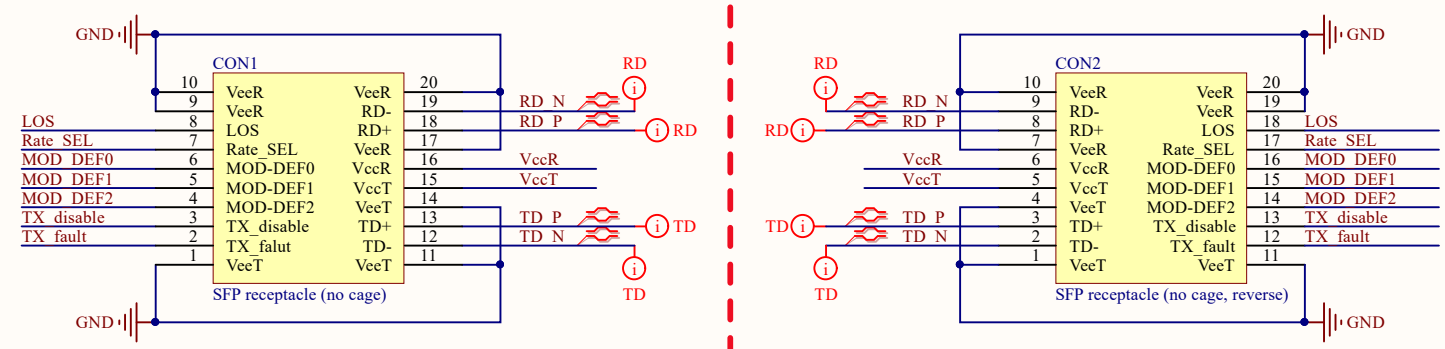 GND
CON1
10 VeeR VeeR 20
9 VeeR RD- 19 RD_N
LOS 8 LOS RD+ 18 RD_P
Rate_SEL 7 Rate_SEL VeeR 17
MOD_DEF0 6 MOD-DEF0 VccR 16 VccR
MOD_DEF1 5 MOD-DEF1 VccT 15 VccT
MOD_DEF2 4 MOD-DEF2 VeeT 14
TX_disable 3 TX_disable TD+ 13 TD_P
TX_fault 2 TX_falut TD- 12 TD_N
1 VeeT VeeT 11
SFP receptacle (no cage)
GND
RD
i
i RD
i TD
i
TD
GND
CON2
10 VeeR VeeR 20
RD_N 9 RD- VeeR 19
RD_P 8 RD+ LOS 18 LOS
7 VeeR Rate_SEL 17 Rate_SEL
VccR 6 VccR MOD-DEF0 16 MOD_DEF0
VccT 5 VccT MOD-DEF1 15 MOD_DEF1
4 VeeT MOD-DEF2 14 MOD_DEF2
TD_P 3 TD+ TX_disable 13 TX_disable
TD_N 2 TD- TX_fault 12 TX_fault
1 VeeT VeeT 11
SFP receptacle (no cage, reverse)
GND
RD
i
RD i
TD i
i
TD